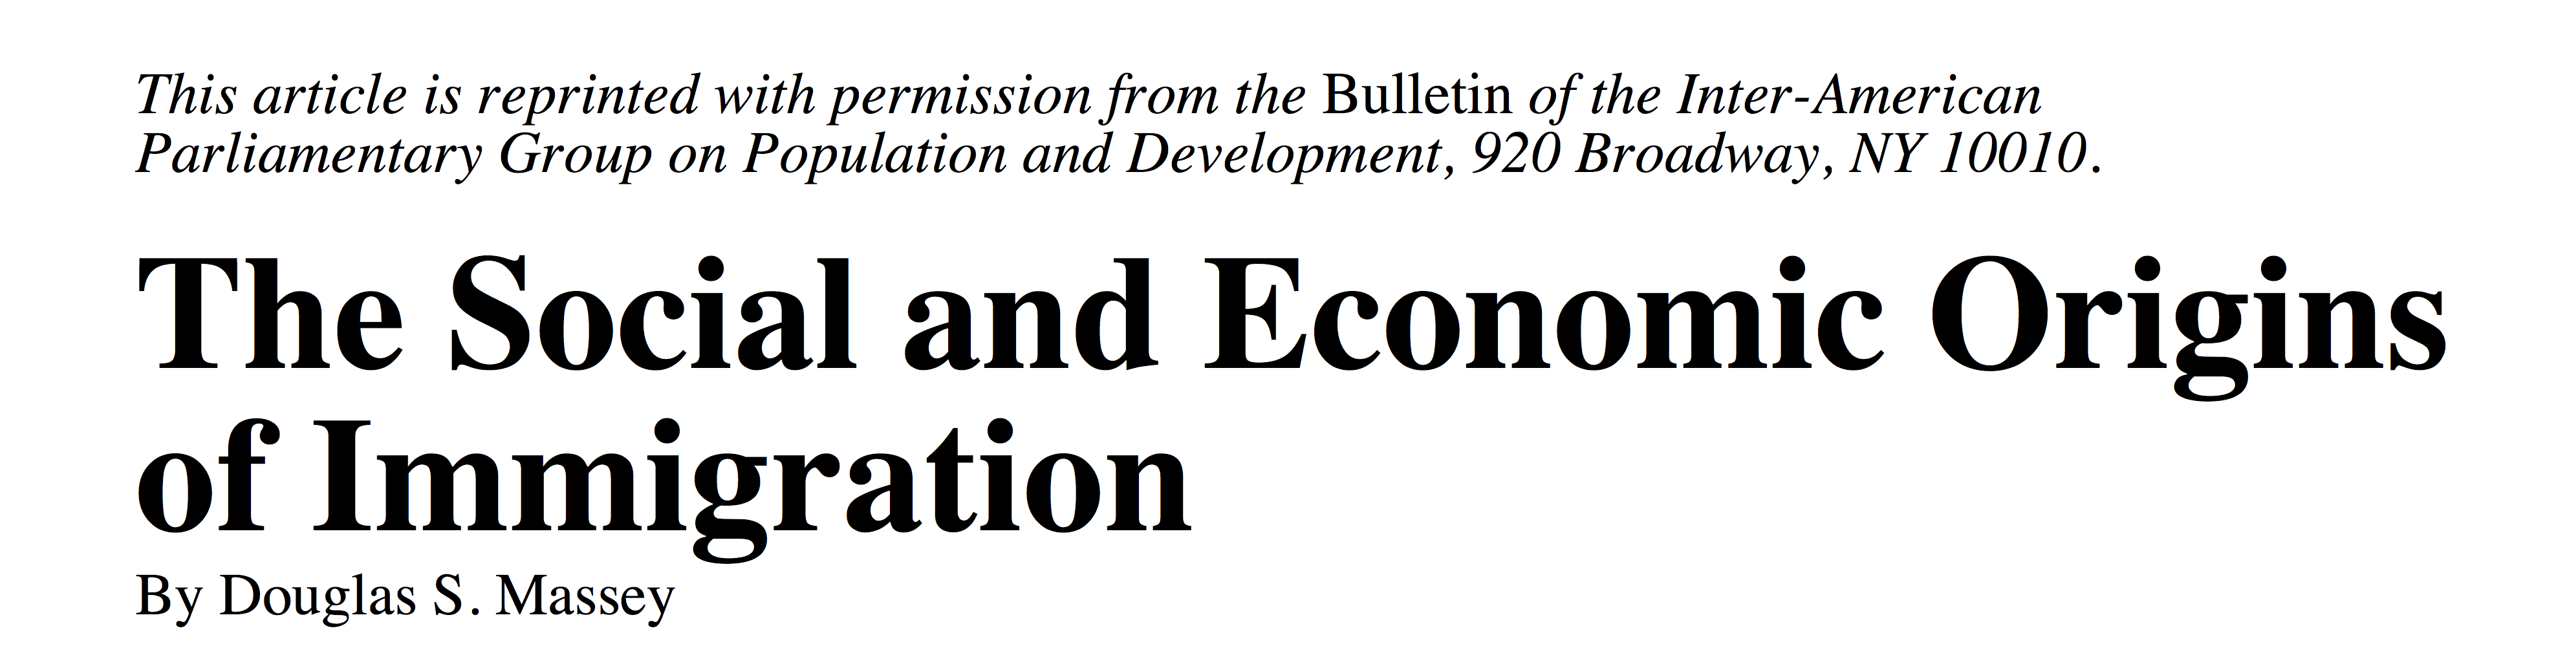 This article is reprinted with permission from the Bulletin of the Inter-American
Parliamentary Group on Population and Development, 920 Broadway, NY 10010.
The Social and Economic Origins
of Immigration
By Douglas S. Massey